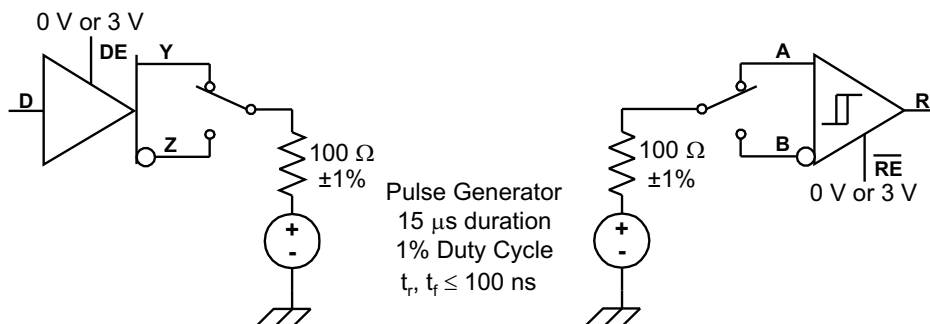 0 V or 3 V
DE
Y
D
Z
100 Ω
±1%
Pulse Generator
15 μs duration
1% Duty Cycle
tr, tf ≤ 100 ns
A
R
B
100 Ω
±1%
RE
0 V or 3 V
+
-
+
-